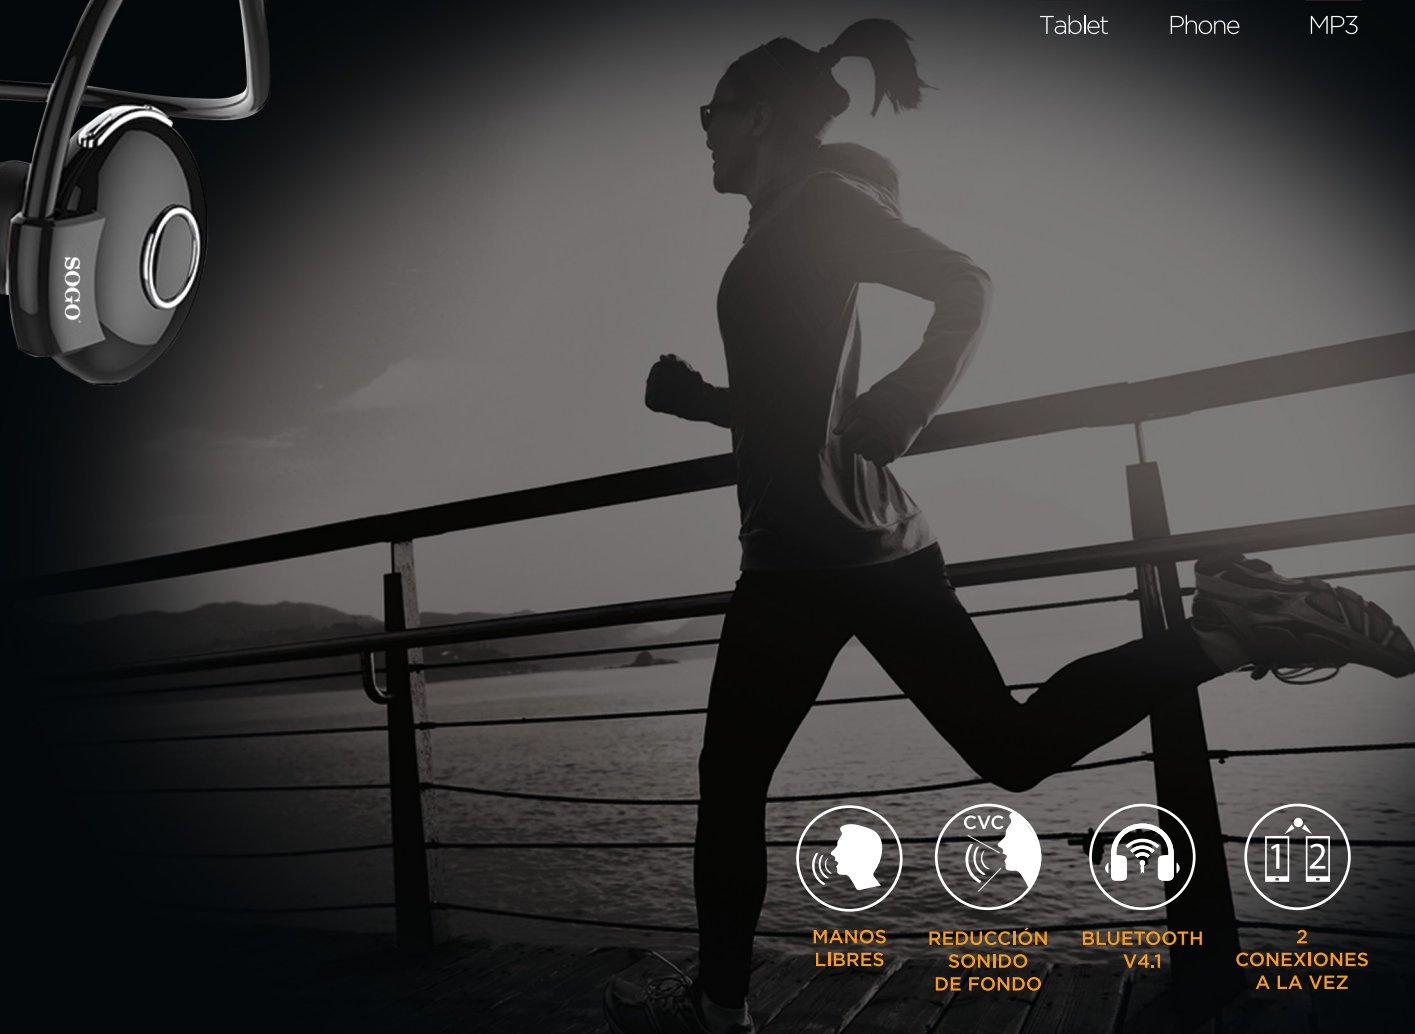 Tablet Phone MP3
SOGO
CVC
1 2
MANOS
LIBRES
REDUCCIÓN
SONIDO
DE FONDO
BLUETOOTH
V4.1
2
CONEXIONES
A LA VEZ